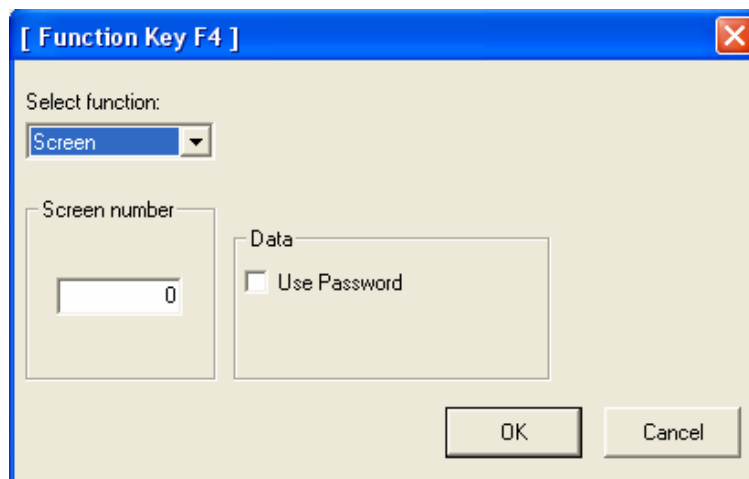 [ Function Key F4 ]
Select function:
Screen
Screen number
0
Data
Use Password
OK
Cancel